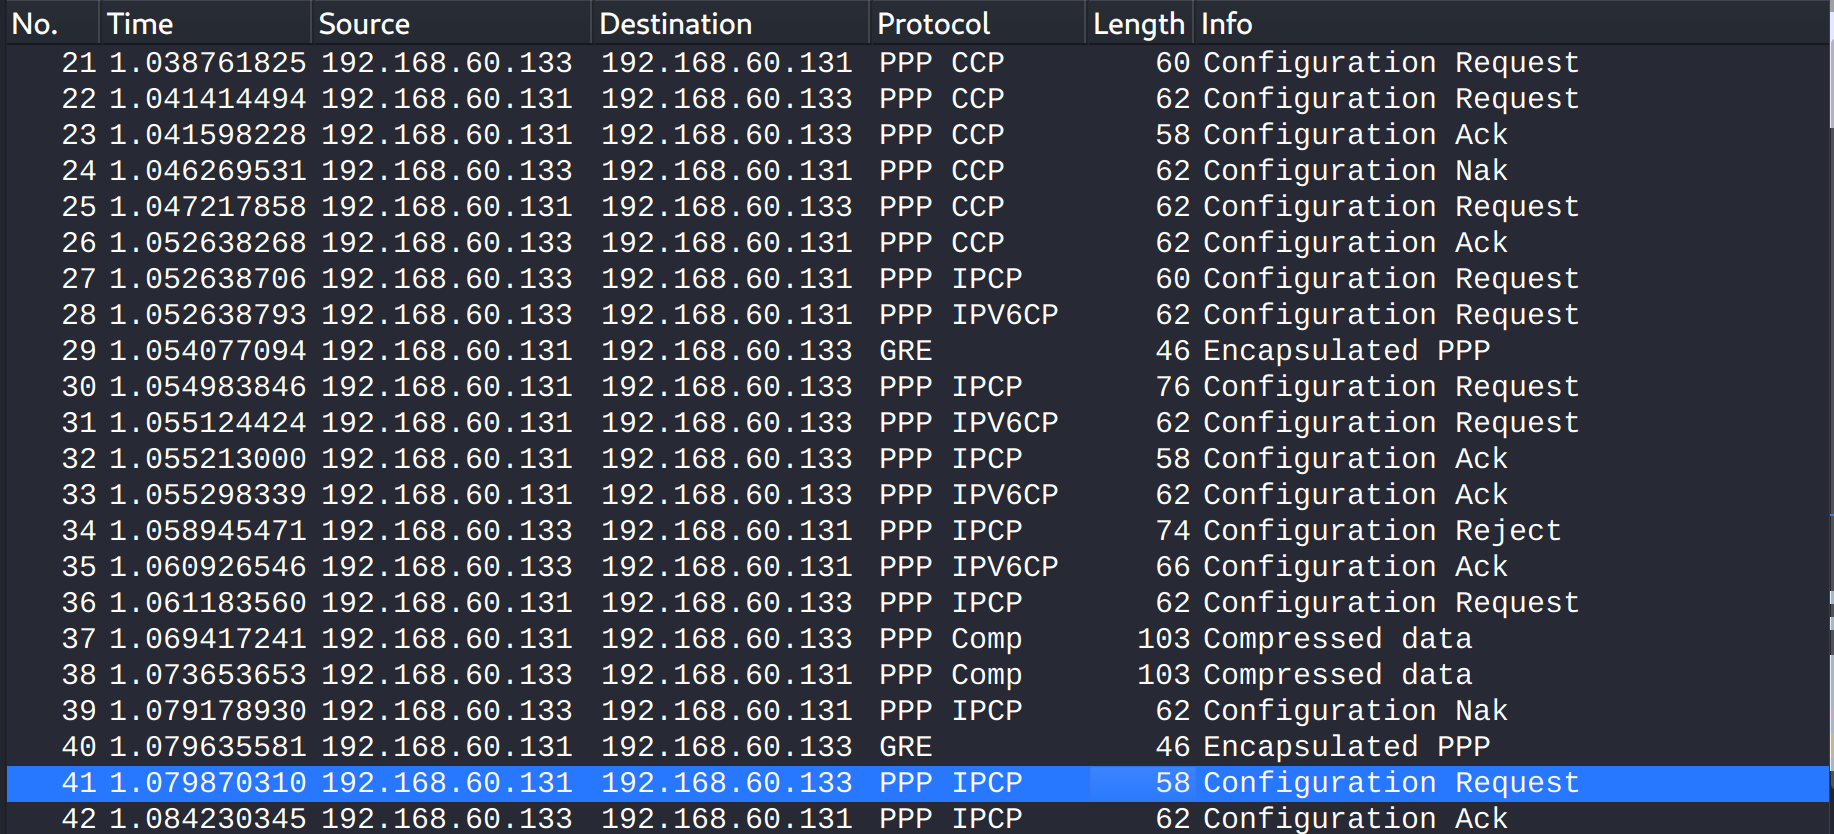 No. Time Source Destination Protocol Length Info
21 1.038761825 192.168.60.133 192.168.60.131 PPP CCP 60 Configuration Request
22 1.041414494 192.168.60.131 192.168.60.133 PPP CCP 62 Configuration Request
23 1.041598228 192.168.60.131 192.168.60.133 PPP CCP 58 Configuration Ack
24 1.046269531 192.168.60.133 192.168.60.131 PPP CCP 62 Configuration Nak
25 1.047217858 192.168.60.131 192.168.60.133 PPP CCP 62 Configuration Request
26 1.052638268 192.168.60.133 192.168.60.131 PPP CCP 62 Configuration Ack
27 1.052638706 192.168.60.133 192.168.60.131 PPP IPCP 60 Configuration Request
28 1.052638793 192.168.60.133 192.168.60.131 PPP IPV6CP 62 Configuration Request
29 1.054077094 192.168.60.131 192.168.60.133 GRE 46 Encapsulated PPP
30 1.054983846 192.168.60.131 192.168.60.133 PPP IPCP 76 Configuration Request
31 1.055124424 192.168.60.131 192.168.60.133 PPP IPV6CP 62 Configuration Request
32 1.055213000 192.168.60.131 192.168.60.133 PPP IPCP 58 Configuration Ack
33 1.055298339 192.168.60.131 192.168.60.133 PPP IPV6CP 62 Configuration Ack
34 1.058945471 192.168.60.133 192.168.60.131 PPP IPCP 74 Configuration Reject
35 1.060926546 192.168.60.133 192.168.60.131 PPP IPV6CP 66 Configuration Ack
36 1.061183560 192.168.60.131 192.168.60.133 PPP IPCP 62 Configuration Request
37 1.069417241 192.168.60.131 192.168.60.133 PPP Comp 103 Compressed data
38 1.073653653 192.168.60.133 192.168.60.131 PPP Comp 103 Compressed data
39 1.079178930 192.168.60.133 192.168.60.131 PPP IPCP 62 Configuration Nak
40 1.079635581 192.168.60.131 192.168.60.133 GRE 46 Encapsulated PPP
41 1.079870310 192.168.60.131 192.168.60.133 PPP IPCP 58 Configuration Request
42 1.084230345 192.168.60.133 192.168.60.131 PPP IPCP 62 Configuration Ack